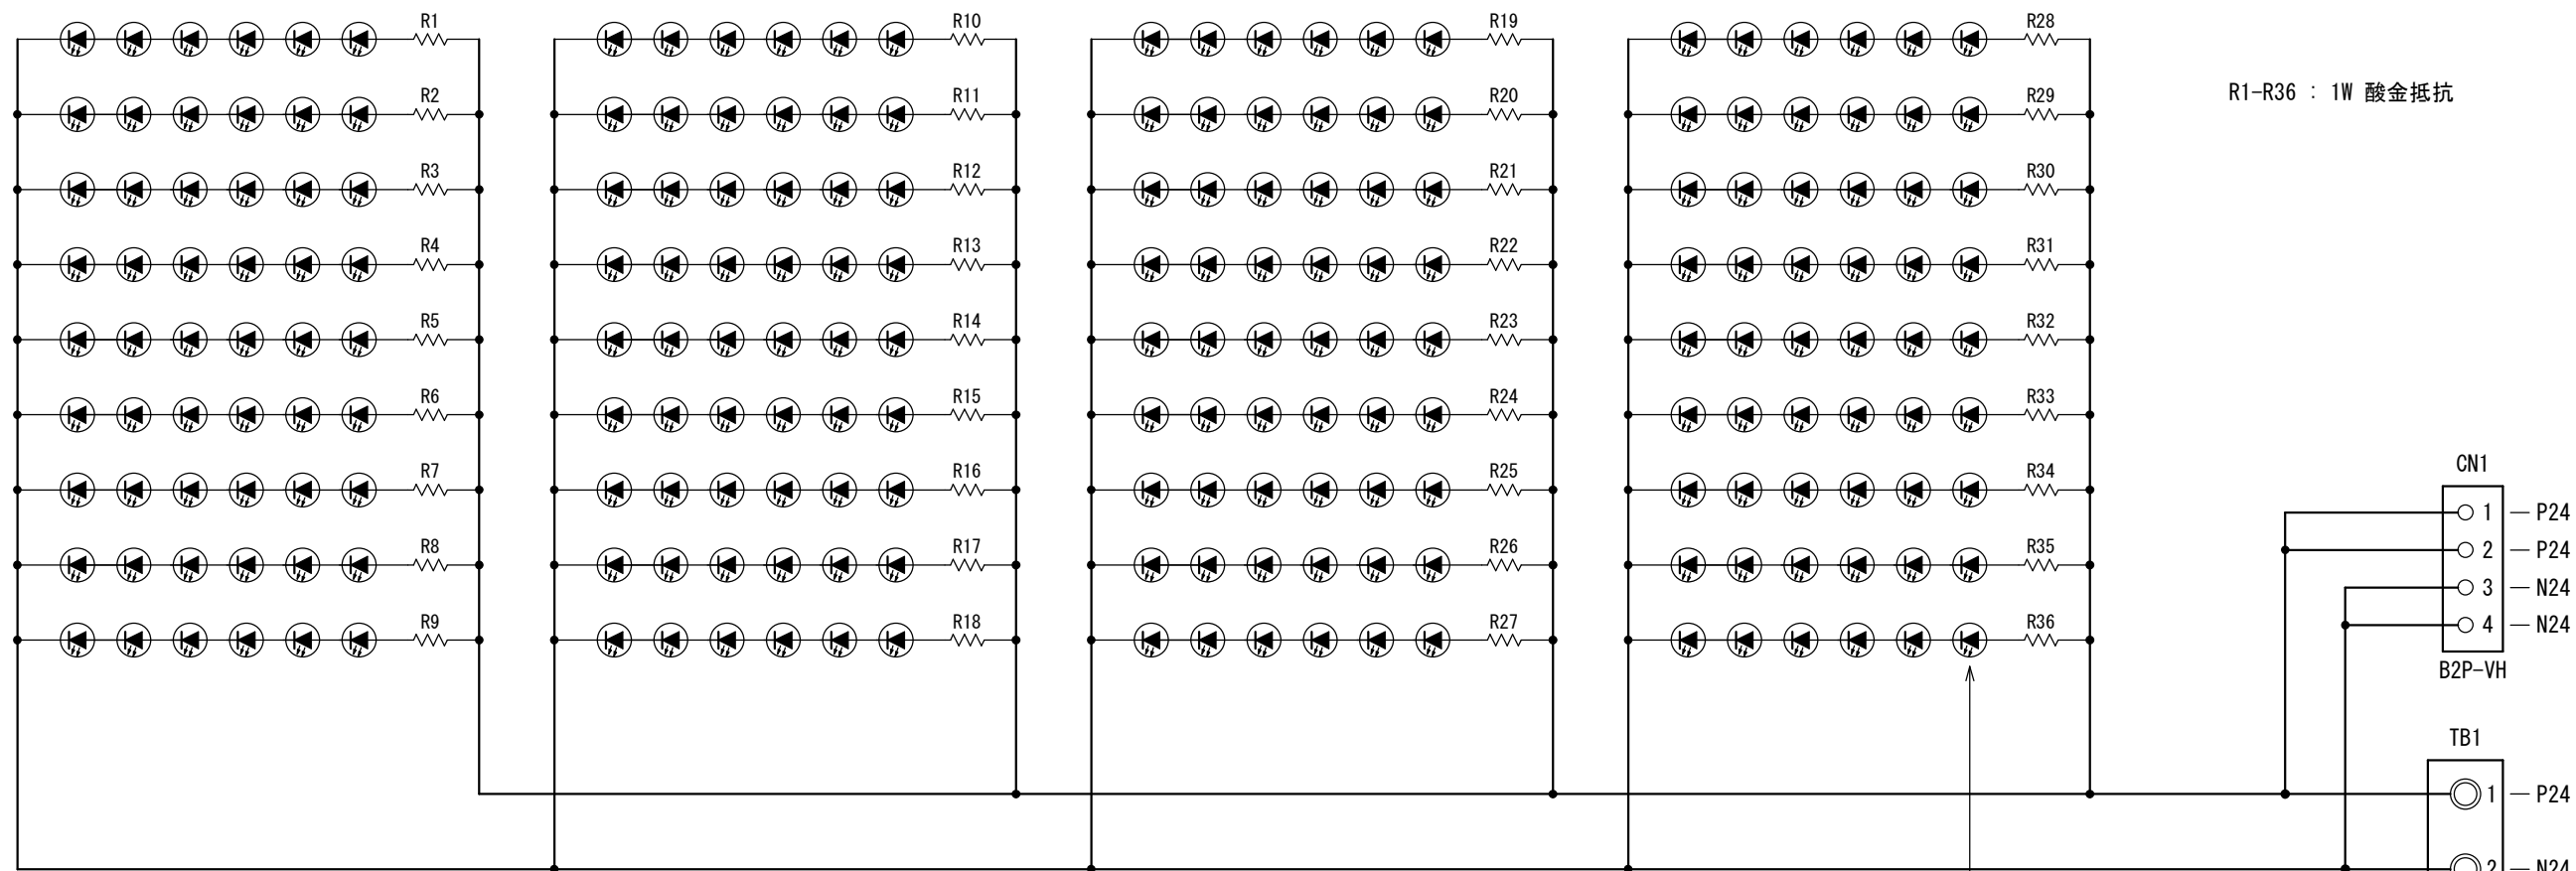 R1 R10 R19 R28
R1-R36 : 1W 酸金抵抗
R2 R11 R20 R29
R3 R12 R21 R30
R4 R13 R22 R31
R5 R14 R23 R32
R6 R15 R24 R33
R7 R16 R25 R34
R8 R17 R26 R35
R9 R18 R27 R36
CN1
1 — P24
2 — P24
3 — N24
4 — N24
B2P-VH
TB1
1 — P24
2 — N24